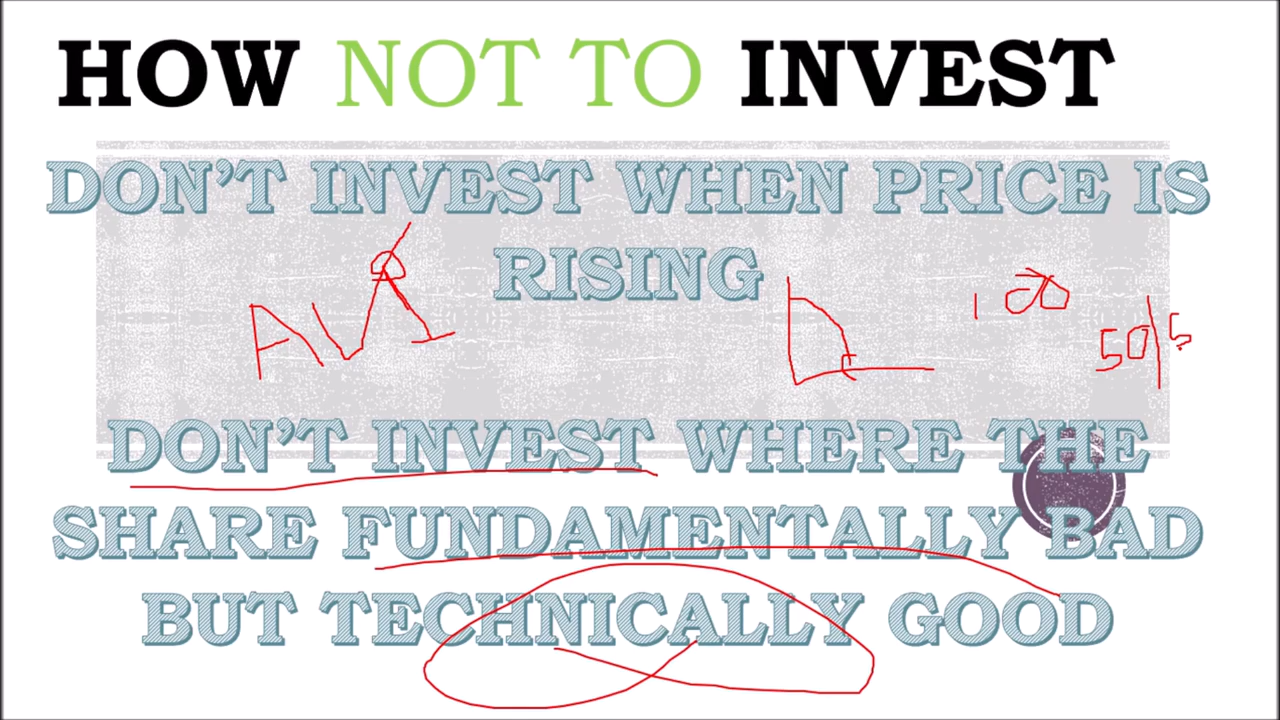 HOW NOT TO INVEST
DON'T INVEST WHEN PRICE IS
RISING
100
50
5
DON'T INVEST WHERE THE
SHARE FUNDAMENTALLY BAD
BUT TECHNICALLY GOOD